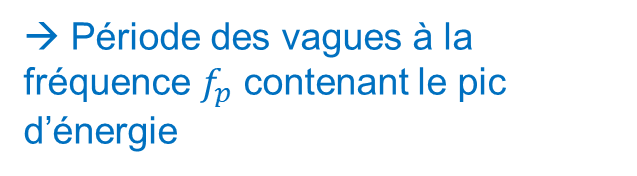 → Période des vagues à la
fréquence fₚ contenant le pic
d’énergie